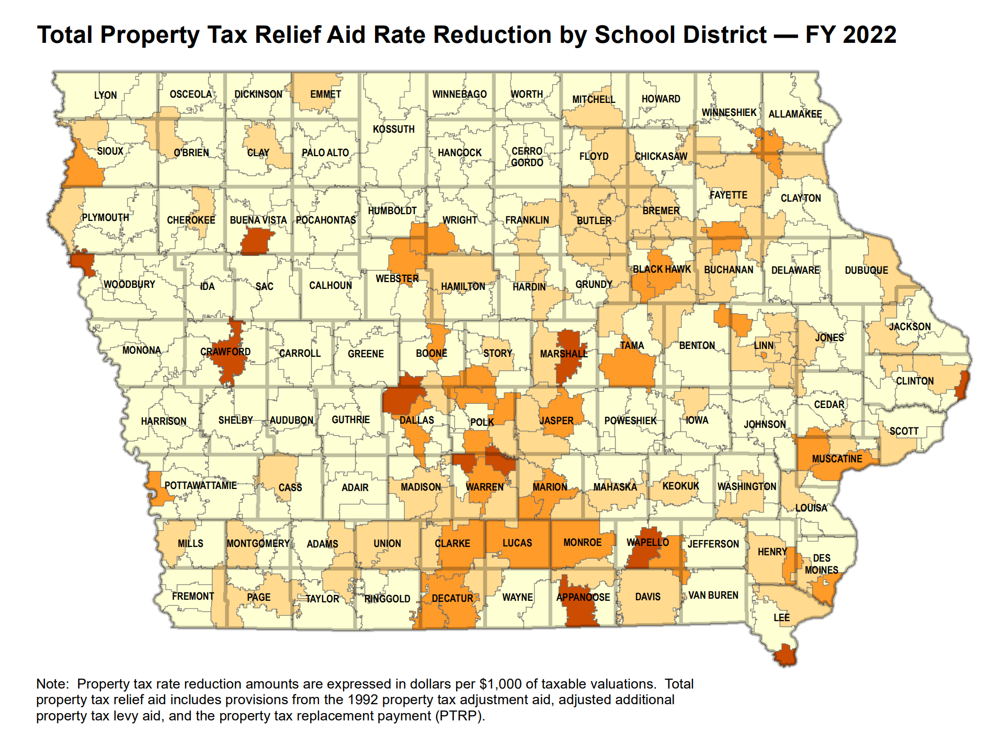 Total Property Tax Relief Aid Rate Reduction by School District — FY 2022
LYON
OSCEOLA
DICKINSON
EMMET
WINNEBAGO
WORTH
MITCHELL
HOWARD
WINNESHIEK
ALLAMAKEE
KOSSUTH
SIOUX
O'BRIEN
CLAY
PALO ALTO
HANCOCK
CERRO
GORDO
FLOYD
CHICKASAW
FAYETTE
CLAYTON
PLYMOUTH
CHEROKEE
BUENA VISTA
POCAHONTAS
HUMBOLDT
WRIGHT
FRANKLIN
BUTLER
BREMER
WOODBURY
IDA
SAC
CALHOUN
WEBSTER
HAMILTON
HARDIN
GRUNDY
BLACK HAWK
BUCHANAN
DELAWARE
DUBUQUE
MONONA
CRAWFORD
CARROLL
GREENE
BOONE
STORY
MARSHALL
TAMA
BENTON
LINN
JONES
JACKSON
CLINTON
HARRISON
SHELBY
AUDUBON
GUTHRIE
DALLAS
POLK
JASPER
POWESHIEK
IOWA
JOHNSON
CEDAR
SCOTT
MUSCATINE
POTTAWATTAMIE
CASS
ADAIR
MADISON
WARREN
MARION
MAHASKA
KEOKUK
WASHINGTON
LOUISA
MILLS
MONTGOMERY
ADAMS
UNION
CLARKE
LUCAS
MONROE
WAPELLO
JEFFERSON
HENRY
DES
MOINES
FREMONT
PAGE
TAYLOR
RINGGOLD
DECATUR
WAYNE
APPANOOSE
DAVIS
VAN BUREN
LEE
Note:  Property tax rate reduction amounts are expressed in dollars per $1,000 of taxable valuations.  Total
property tax relief aid includes provisions from the 1992 property tax adjustment aid, adjusted additional
property tax levy aid, and the property tax replacement payment (PTRP).